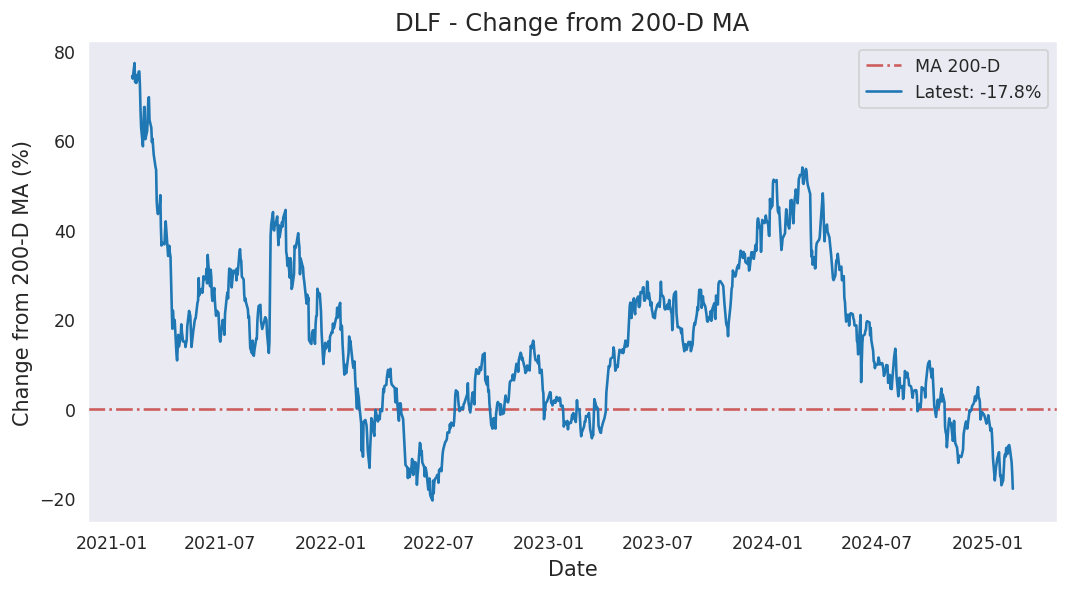 DLF - Change from 200-D MA
MA 200-D
Latest: -17.8%
Change from 200-D MA (%)
80
60
40
20
0
−20
2021-01 2021-07 2022-01 2022-07 2023-01 2023-07 2024-01 2024-07 2025-01
Date